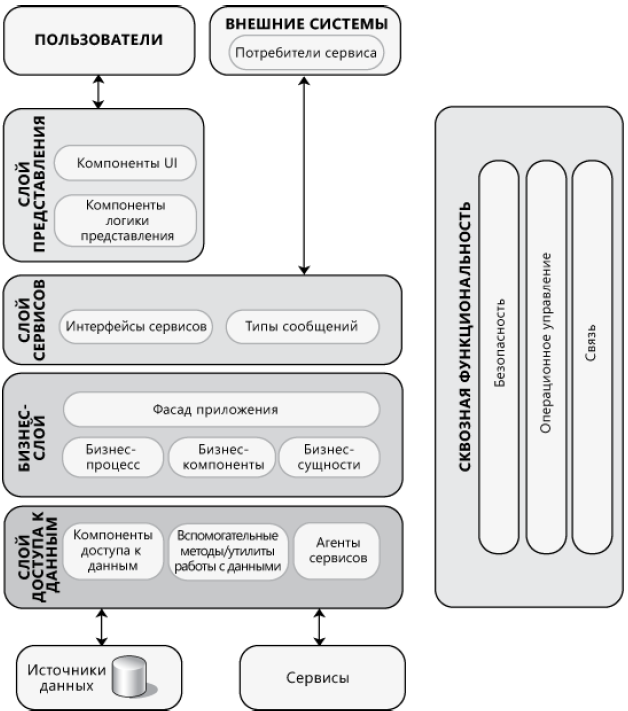 ПОЛЬЗОВАТЕЛИ
ВНЕШНИЕ СИСТЕМЫ
Потребители сервиса
СЛОЙ
ПРЕДСТАВЛЕНИЯ
Компоненты UI
Компоненты
логики
представления
СЛОЙ
СЕРВИСОВ
Интерфейсы сервисов
Типы сообщений
БИЗНЕС-
СЛОЙ
Фасад приложения
Бизнес-
процесс
Бизнес-
компоненты
Бизнес-
сущности
СЛОЙ
ДОСТУПА К
ДАННЫМ
Компоненты
доступа к
данным
Вспомогательные
методы/утилиты
работы с данными
Агенты
сервисов
Источники
данных
Сервисы
СКВОЗНАЯ ФУНКЦИОНАЛЬНОСТЬ
Безопасность
Операционное управление
Связь